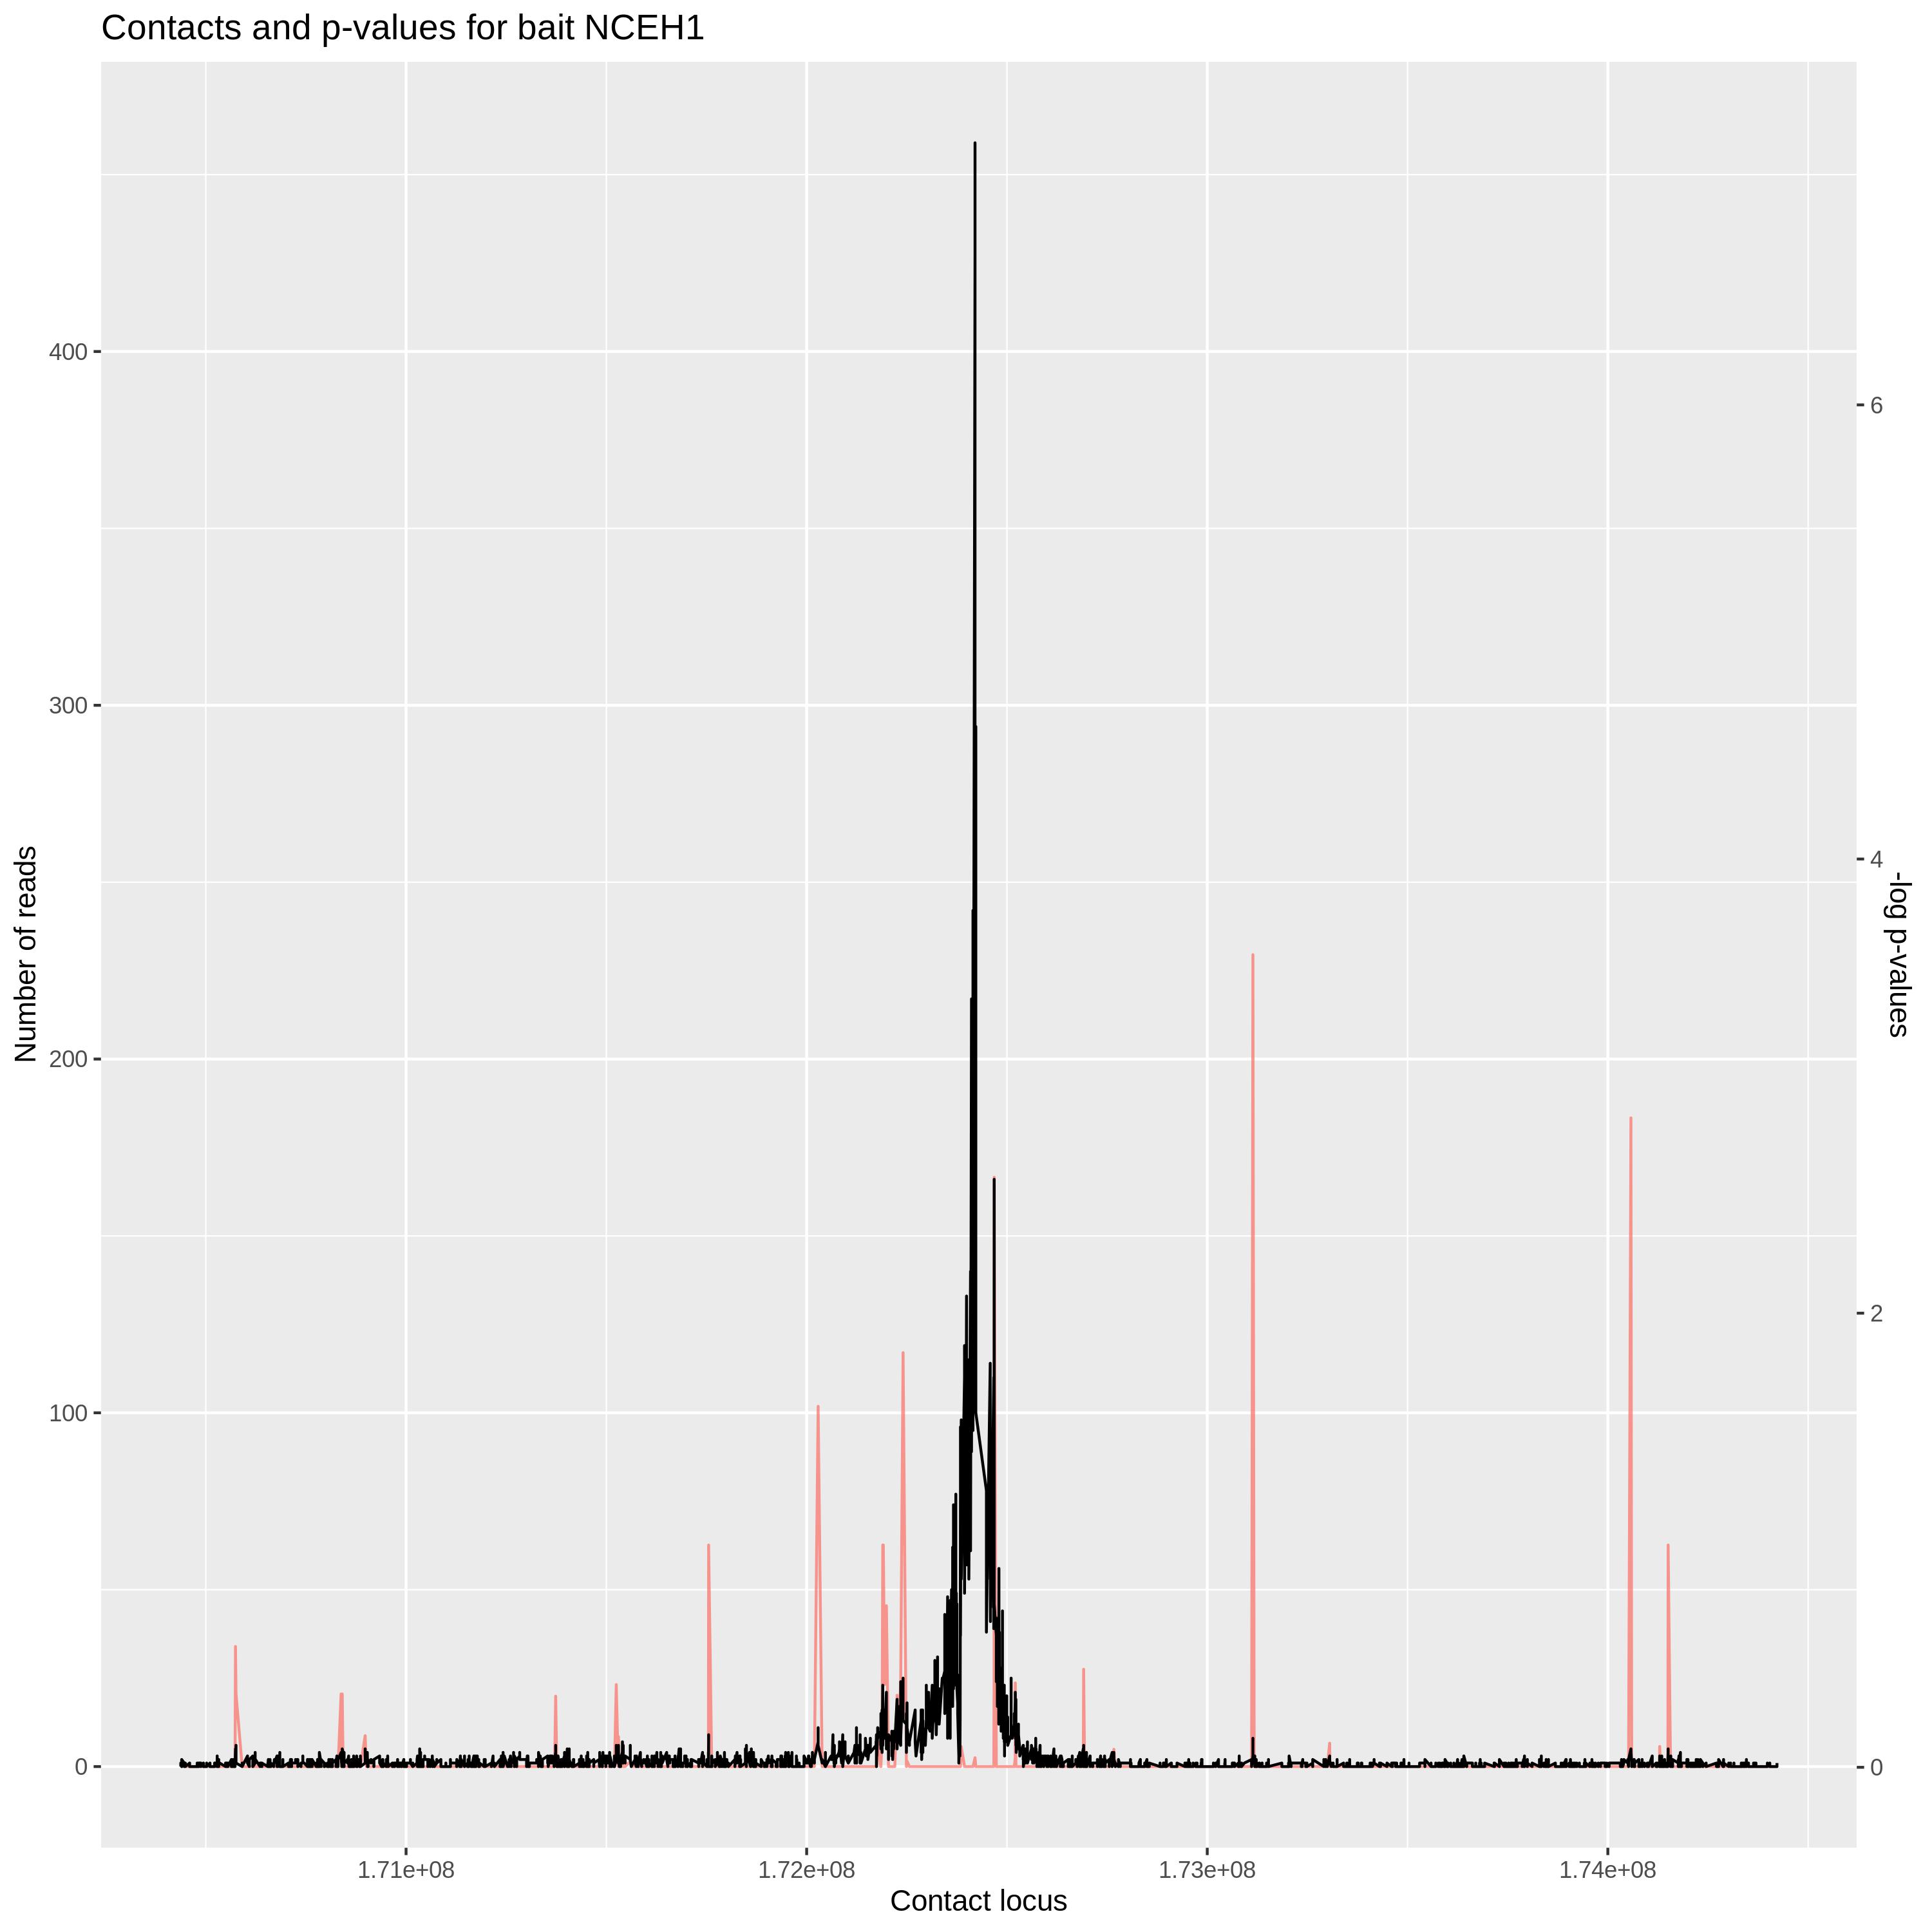 Contacts and p-values for bait NCEH1
Number of reads
400
300
200
100
0
6
4
2
0
-log p-values
1.71e+08
1.72e+08
1.73e+08
1.74e+08
Contact locus